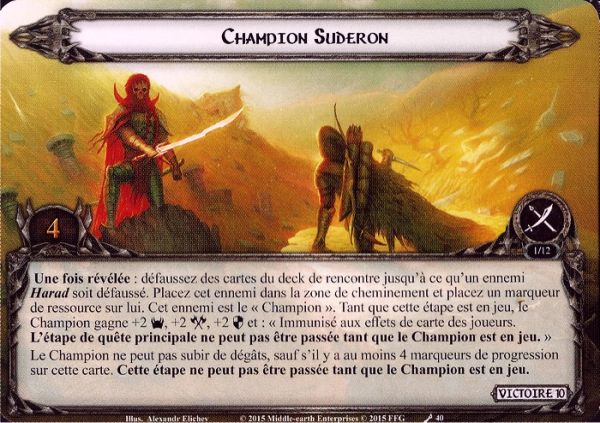 Champion Suderon
4
1/12
Une fois révélée : défaussez des cartes du deck de rencontre jusqu'à ce qu'un ennemi
Harad soit défaussé. Placez cet ennemi dans la zone de cheminement et placez un marqueur
de ressource sur lui. Cet ennemi est le « Champion ». Tant que cette étape est en jeu, le
Champion gagne +2, +2, +2 et : « Immunisé aux effets de carte des joueurs.
L'étape de quête principale ne peut pas être passée tant que le Champion est en jeu. »
Le Champion ne peut pas subir de dégâts, sauf s'il y a au moins 4 marqueurs de progression
sur cette carte. Cette étape ne peut pas être passée tant que le Champion est en jeu.
Victoire 10
Illus. Alexandr Elichev © 2015 Middle-earth Enterprises © 2015 FFG 40